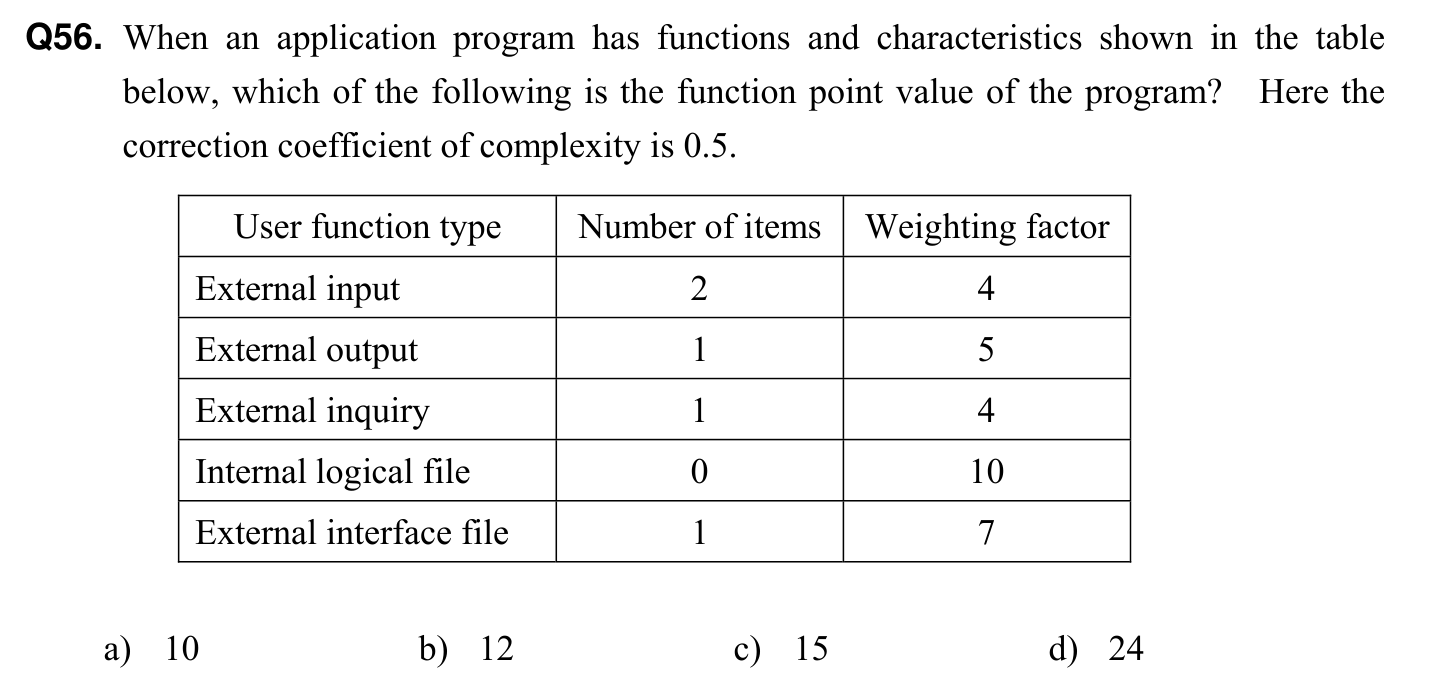 Q56. When an application program has functions and characteristics shown in the table
below, which of the following is the function point value of the program? Here the
correction coefficient of complexity is 0.5.
User function type Number of items Weighting factor
External input 2 4
External output 1 5
External inquiry 1 4
Internal logical file 0 10
External interface file 1 7
a) 10 b) 12 c) 15 d) 24